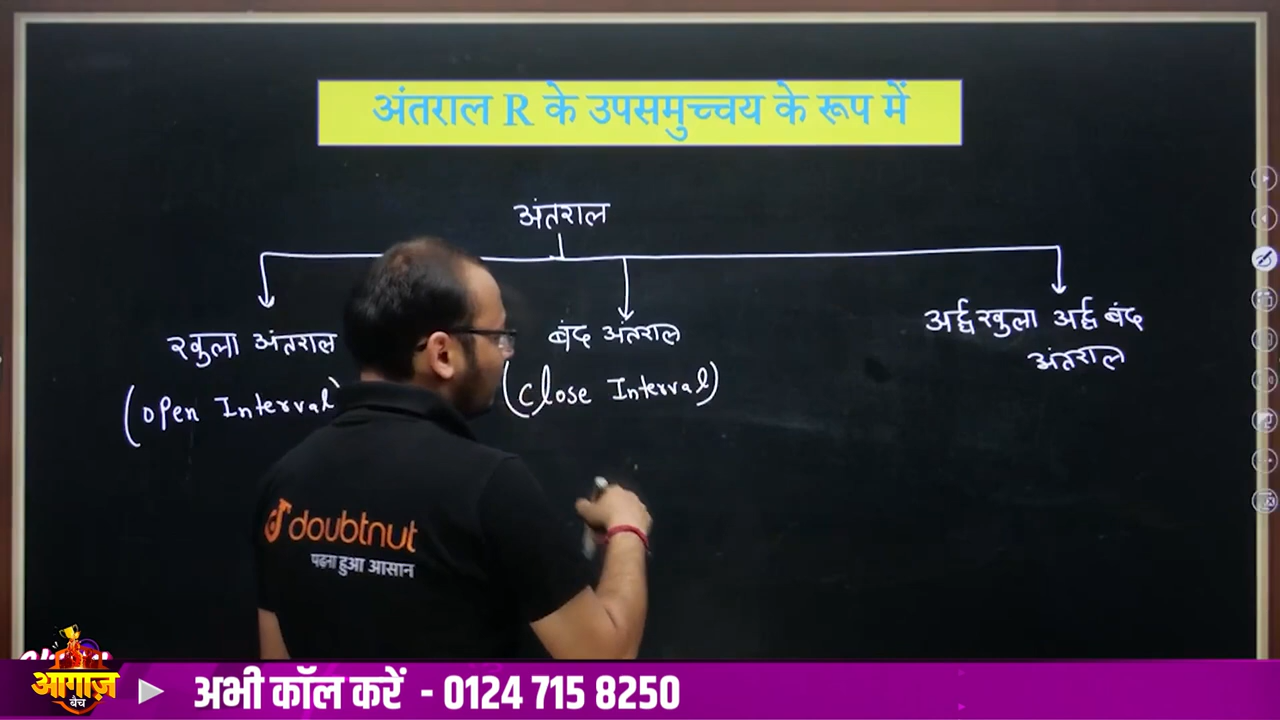 अंतराल R के उपसमुच्चय के रूप में
अंतराल
खुला अंतराल
(open Interval)
बंद अंतराल
(close Interval)
अर्द्ध खुला अर्द्ध बंद
अंतराल
doubtnut
पढ़ना हुआ आसान
आगाज़
बैच
अभी कॉल करें - 0124 715 8250